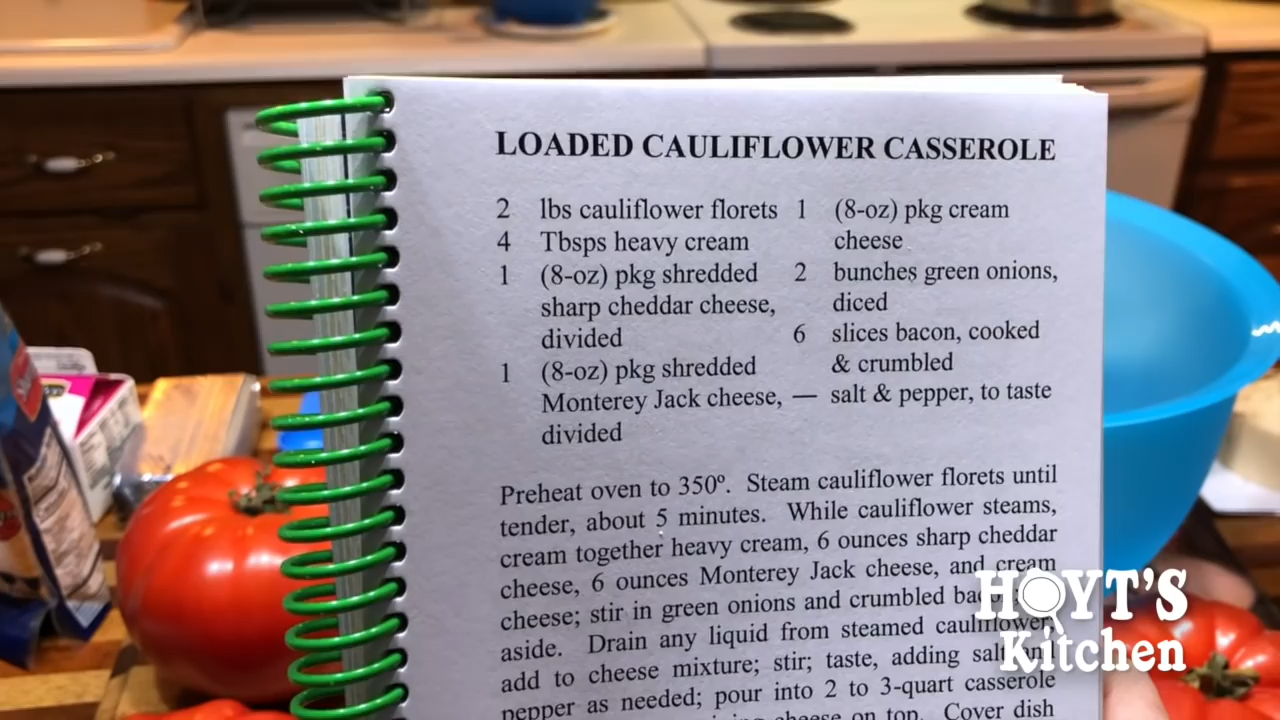 LOADED CAULIFLOWER CASSEROLE
2 lbs cauliflower florets
4 Tbsps heavy cream
1 (8-oz) pkg shredded
sharp cheddar cheese,
divided
1 (8-oz) pkg shredded
Monterey Jack cheese,
divided
1 (8-oz) pkg cream
cheese
2 bunches green onions,
diced
6 slices bacon, cooked
& crumbled
— salt & pepper, to taste
Preheat oven to 350º. Steam cauliflower florets until
tender, about 5 minutes. While cauliflower steams,
cream together heavy cream, 6 ounces sharp cheddar
cheese, 6 ounces Monterey Jack cheese, and cream
cheese; stir in green onions and crumbled
aside. Drain any liquid from steamed cauliflower,
add to cheese mixture; stir; taste, adding salt
pepper as needed; pour into 2 to 3-quart casserole
cheese on top. Cover dish
HOYT'S
Kitchen